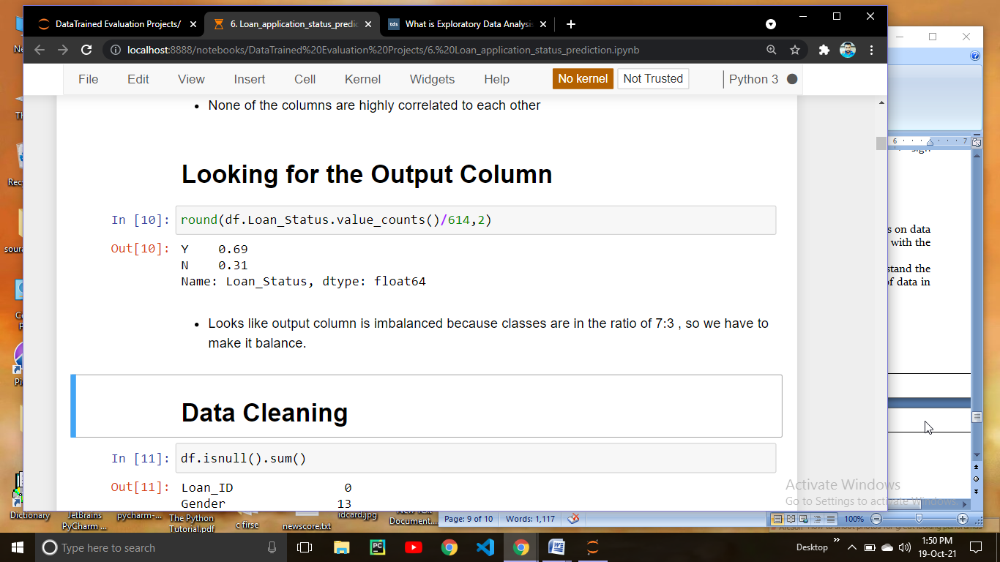 DataTrained Evaluation Projects/
6. Loan_application_status_predic
tds What is Exploratory Data Analysis
localhost:8888/notebooks/DataTrained%20Evaluation%20Projects/6.%20Loan_application_status_prediction.ipynb
File Edit View Insert Cell Kernel Widgets Help No kernel Not Trusted Python 3
None of the columns are highly correlated to each other
Looking for the Output Column
In [10]: round(df.Loan_Status.value_counts()/614,2)
Out[10]: Y 0.69
N 0.31
Name: Loan_Status, dtype: float64
Looks like output column is imbalanced because classes are in the ratio of 7:3 , so we have to
make it balance.
Data Cleaning
In [11]: df.isnull().sum()
Out[11]: Loan_ID 0
Gender 13
6 7
s on data
with the
stand the
of data in
Activate Windows
Go to Settings to activate Windows.
Dictionary
JetBrains
PyCharm ...
pycharm-...
The Python
Tutorial.pdf
c firse
newscore.txt
idcard.jpg
Document....
Page: 9 of 10 Words: 1,117 100%
Type here to search
Desktop
1:50 PM
19-Oct-21